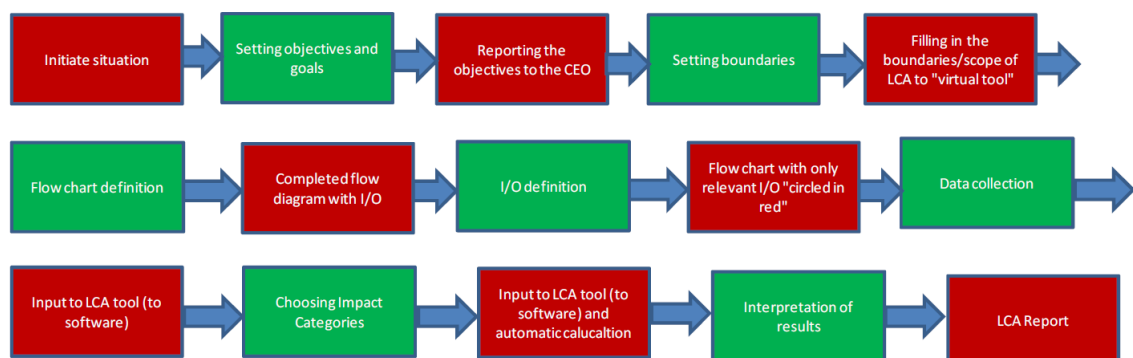 Initiate situation
Setting objectives and
goals
Reporting the
objectives to the CEO
Setting boundaries
Filling in the
boundaries/scope of
LCA to "virtual tool"
Flow chart definition
Completed flow
diagram with I/O
I/O definition
Flow chart with only
relevant I/O "circled in
red"
Data collection
Input to LCA tool (to
software)
Choosing Impact
Categories
Input to LCA tool (to
software) and
automatic calucaltion
Interpretation of
results
LCA Report